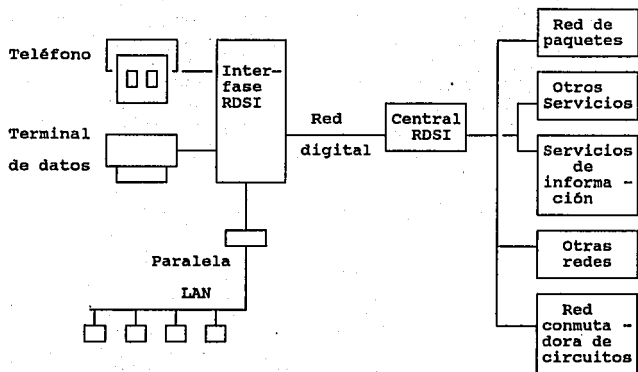 Teléfono
Terminal
de datos
Inter-
fase
RDSI
Paralela
LAN
Red
digital
Central
RDSI
Red de
paquetes
Otros
Servicios
Servicios
de
informa -
ción
Otras
redes
Red
conmuta -
dora de
circuitos